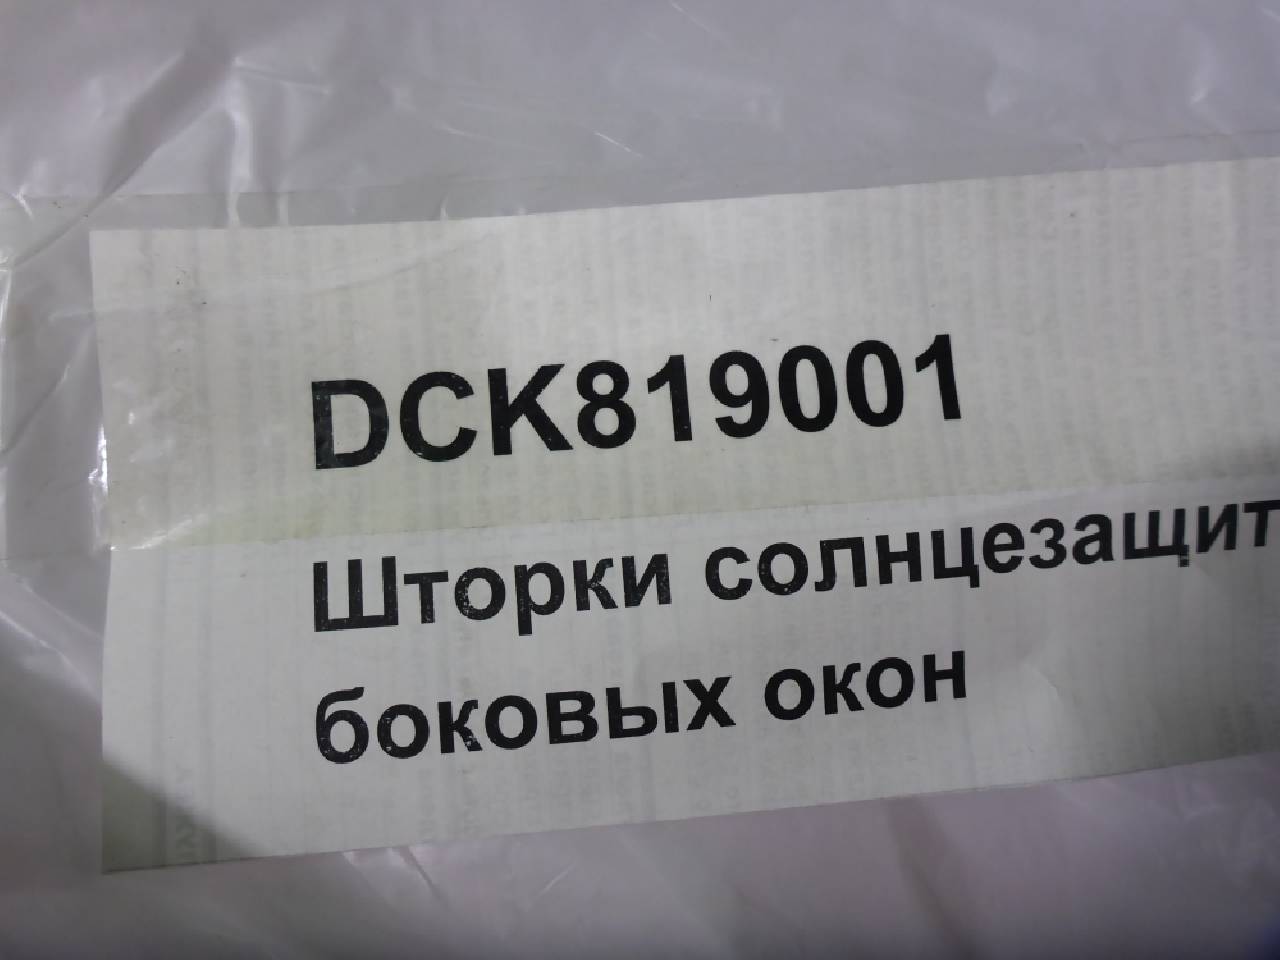 DCK819001
Шторки солнцезащит
боковых окон